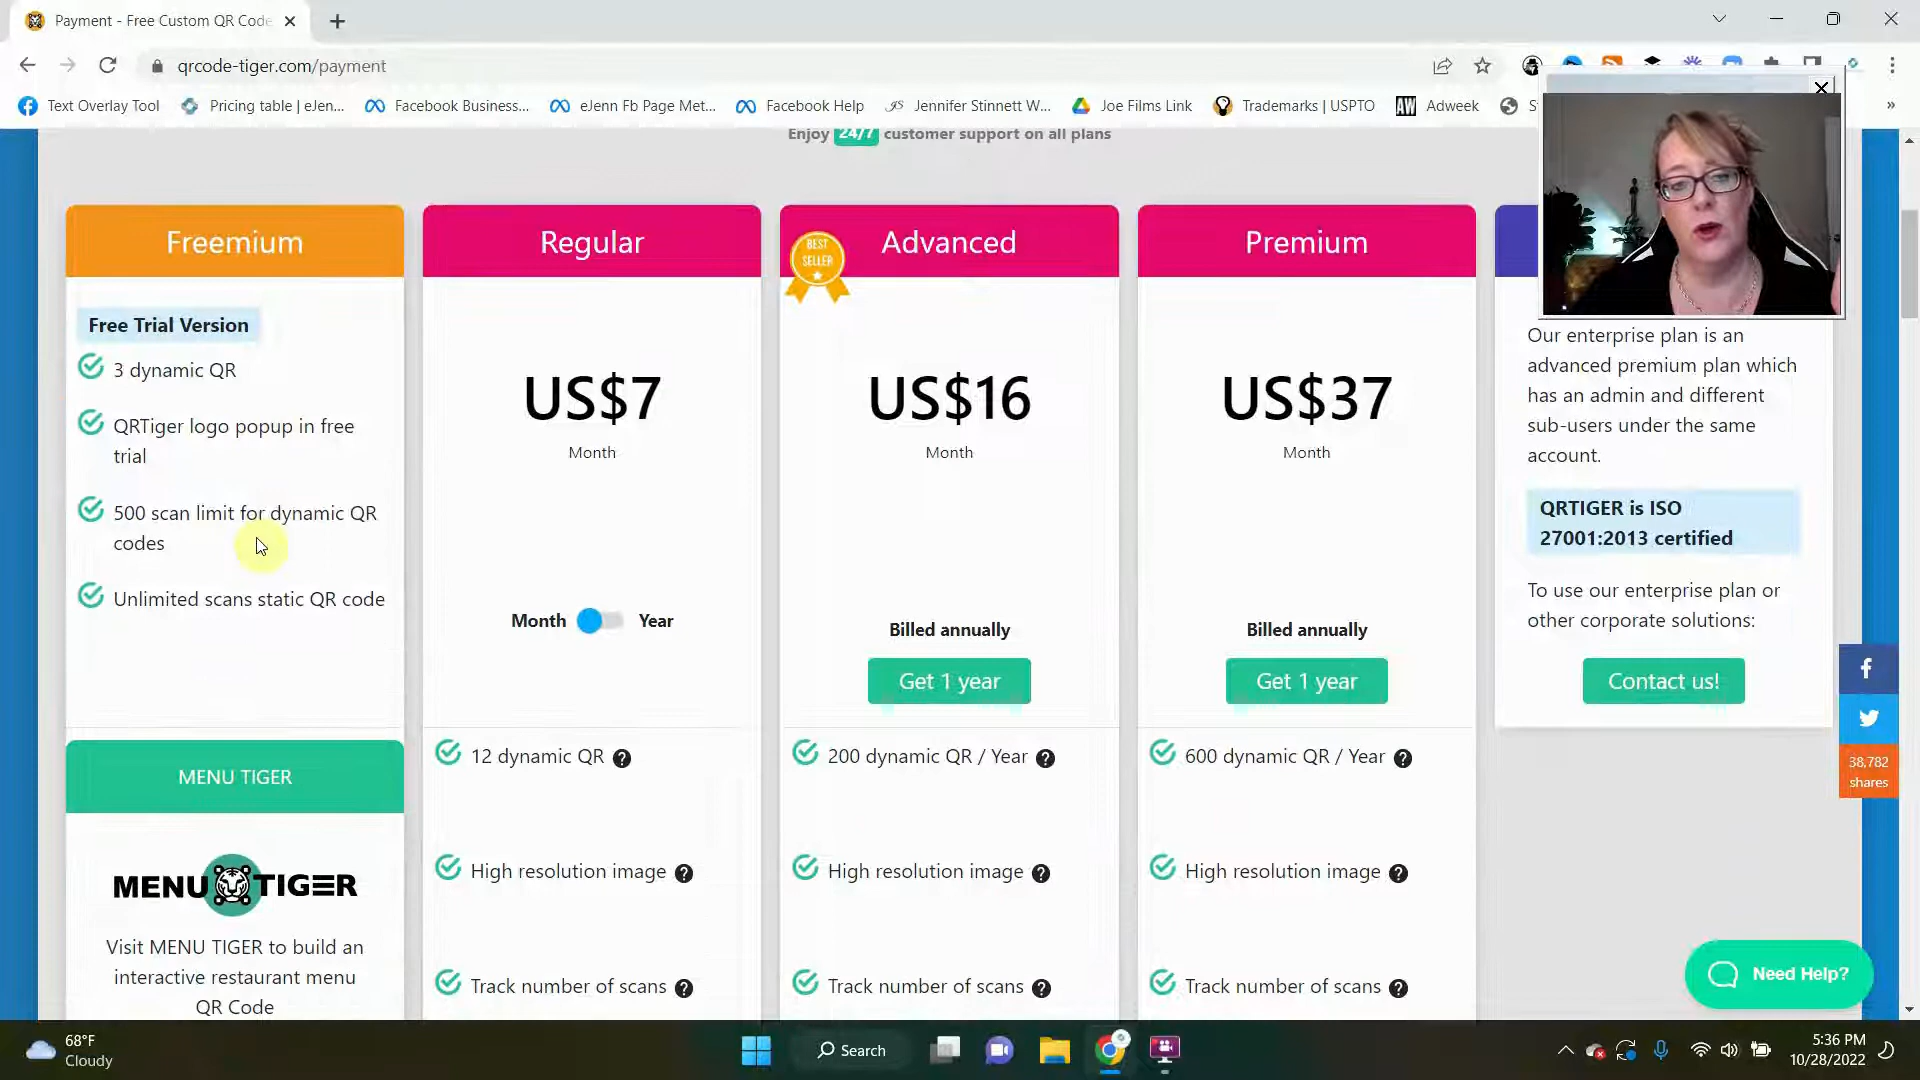 Payment - Free Custom QR Code
qrcode-tiger.com/payment
Text Overlay Tool
Pricing table | eJen...
Facebook Business...
eJenn Fb Page Met...
Facebook Help
JS Jennifer Stinnett W...
Joe Films Link
Trademarks | USPTO
AW Adweek
»
Enjoy 24/7 customer support on all plans
Freemium
Free Trial Version
3 dynamic QR
QRTiger logo popup in free
trial
500 scan limit for dynamic QR
codes
Unlimited scans static QR code
MENU TIGER
MENU TIGER
Visit MENU TIGER to build an
interactive restaurant menu
QR Code
Regular
US$7
Month
Month Year
12 dynamic QR ?
High resolution image ?
Track number of scans ?
BEST
SELLER
Advanced
US$16
Month
Billed annually
Get 1 year
200 dynamic QR / Year ?
High resolution image ?
Track number of scans ?
Premium
US$37
Month
Billed annually
Get 1 year
600 dynamic QR / Year ?
High resolution image ?
Track number of scans ?
Our enterprise plan is an
advanced premium plan which
has an admin and different
sub-users under the same
account.
QRTIGER is ISO
27001:2013 certified
To use our enterprise plan or
other corporate solutions:
Contact us!
38,782
shares
Need Help?
68°F
Cloudy
Search
5:36 PM
10/28/2022